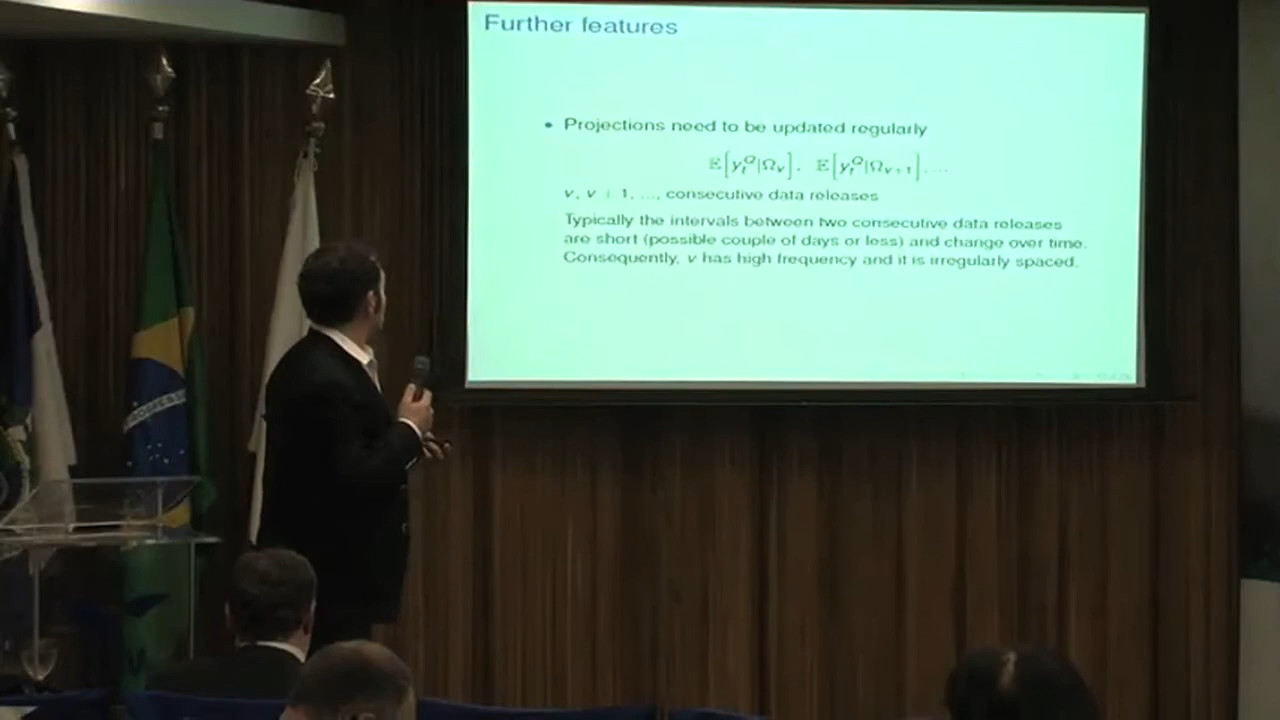 Further features
• Projections need to be updated regularly
𝔼[y_t^Q|Ω_v], 𝔼[y_t^Q|Ω_{v+1}], ...
v, v + 1, ..., consecutive data releases
Typically the intervals between two consecutive data releases
are short (possible couple of days or less) and change over time.
Consequently, v has high frequency and it is irregularly spaced.